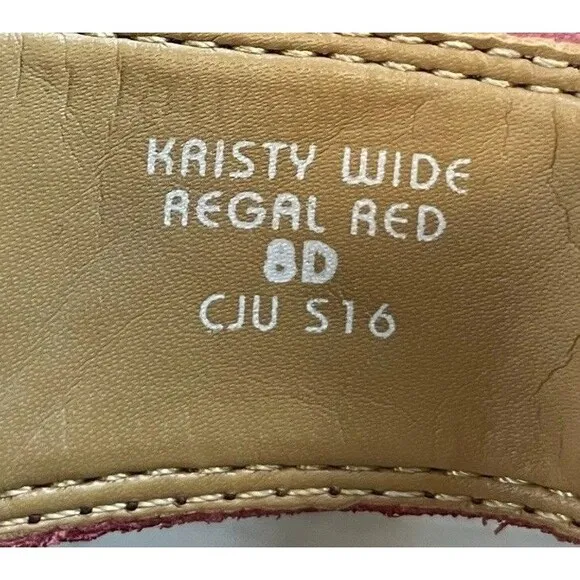 KRISTY WIDE
REGAL RED
8D
CJU S16